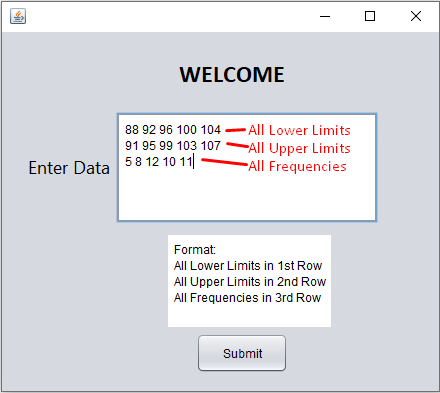 WELCOME
88 92 96 100 104 All Lower Limits
91 95 99 103 107 All Upper Limits
Enter Data 5 8 12 10 11 All Frequencies
Format:
All Lower Limits in 1st Row
All Upper Limits in 2nd Row
All Frequencies in 3rd Row
Submit